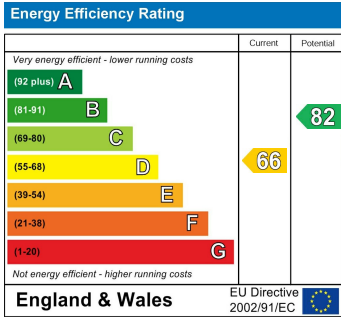 Energy Efficiency Rating
Current Potential
Very energy efficient - lower running costs
(92 plus) A
(81-91) B
82
(69-80) C
(55-68) D
66
(39-54) E
(21-38) F
(1-20) G
Not energy efficient - higher running costs
England & Wales
EU Directive
2002/91/EC